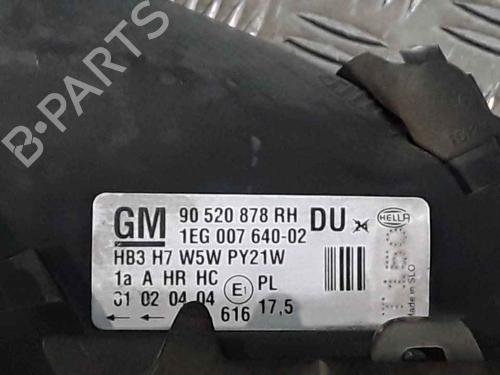 B-PARTS
GM 90 520 878 RH DU 24 HELLA
1EG 007 640-02
HB3 H7 W5W PY21W
1a A HR HC
01 02 04 04 E1 PL
616 17,5
Made in SLO